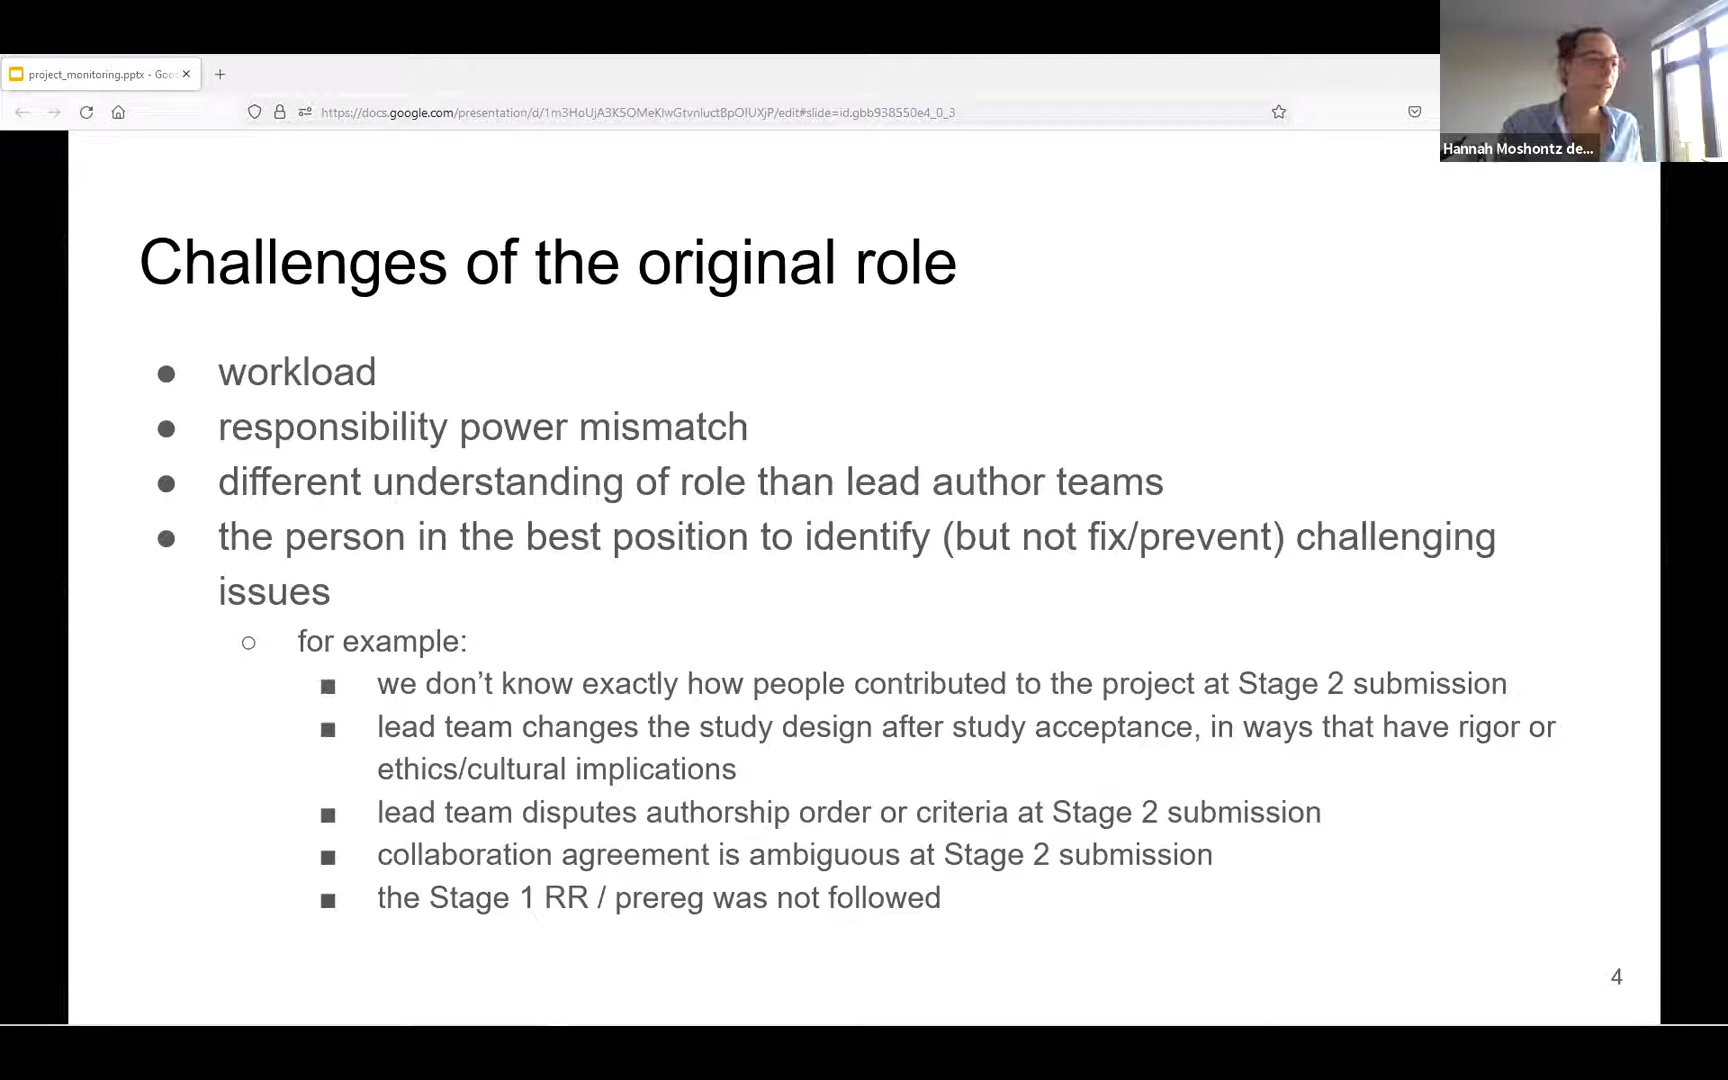 project_monitoring.pptx - Goo
https://docs.google.com/presentation/d/1m3HoUjA3K5QMeKlwGtvnluctBpOlUXjP/edit#slide=id.gbb938550e4_0_3
Hannah Moshontz de...
Challenges of the original role
● workload
● responsibility power mismatch
● different understanding of role than lead author teams
● the person in the best position to identify (but not fix/prevent) challenging
issues
○ for example:
■ we don’t know exactly how people contributed to the project at Stage 2 submission
■ lead team changes the study design after study acceptance, in ways that have rigor or
ethics/cultural implications
■ lead team disputes authorship order or criteria at Stage 2 submission
■ collaboration agreement is ambiguous at Stage 2 submission
■ the Stage 1 RR / prereg was not followed
4